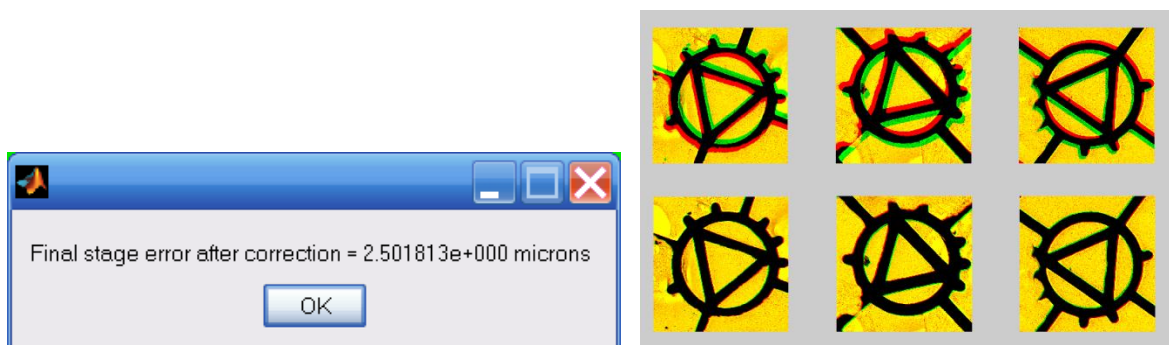 Final stage error after correction = 2.501813e+000 microns
OK